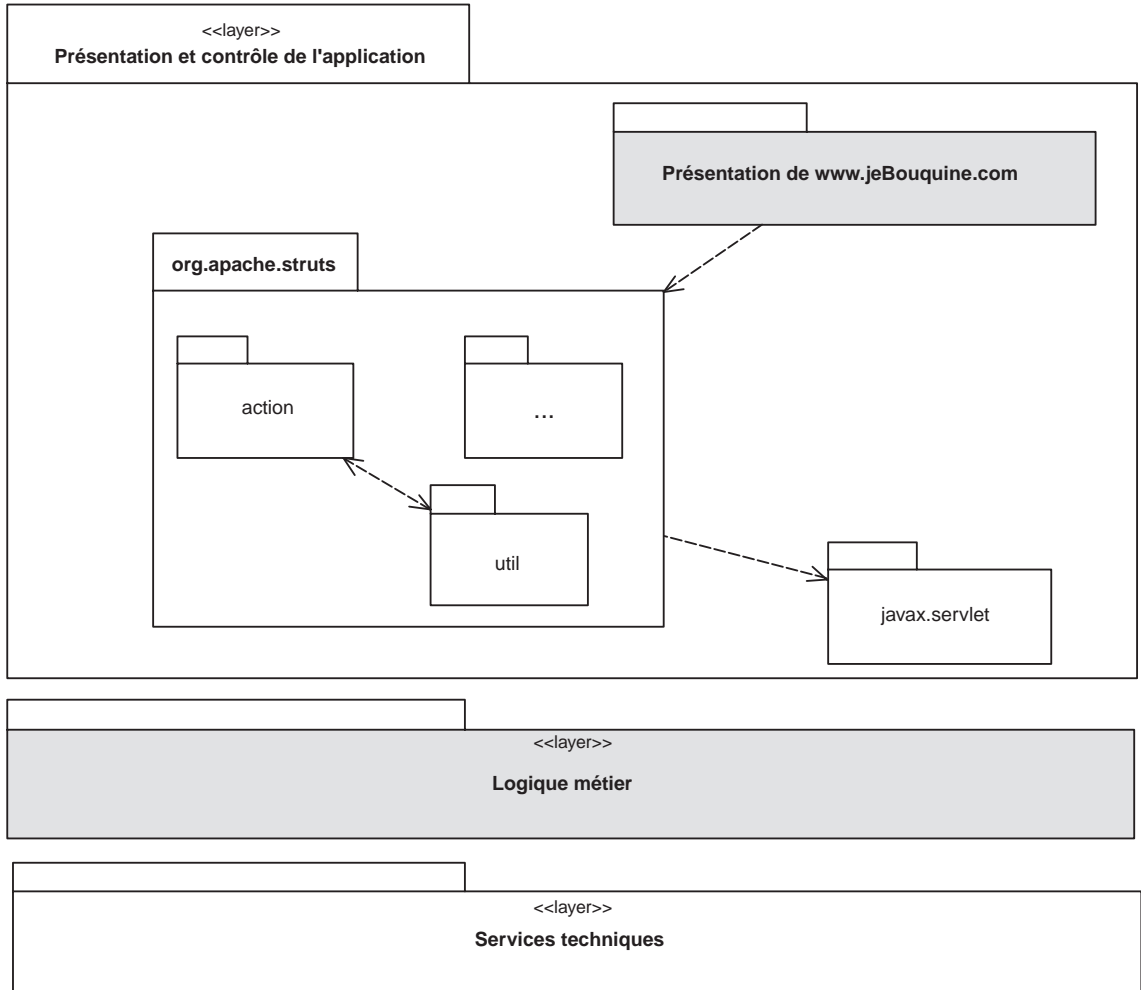 <<layer>>
Présentation et contrôle de l'application
Présentation de www.jeBouquine.com
org.apache.struts
action
...
util
javax.servlet
<<layer>>
Logique métier
<<layer>>
Services techniques